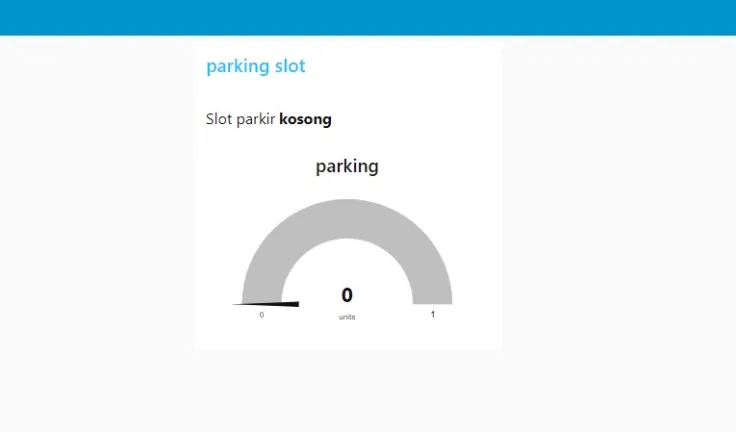 parking slot
Slot parkir kosong
parking
0
units
0
1